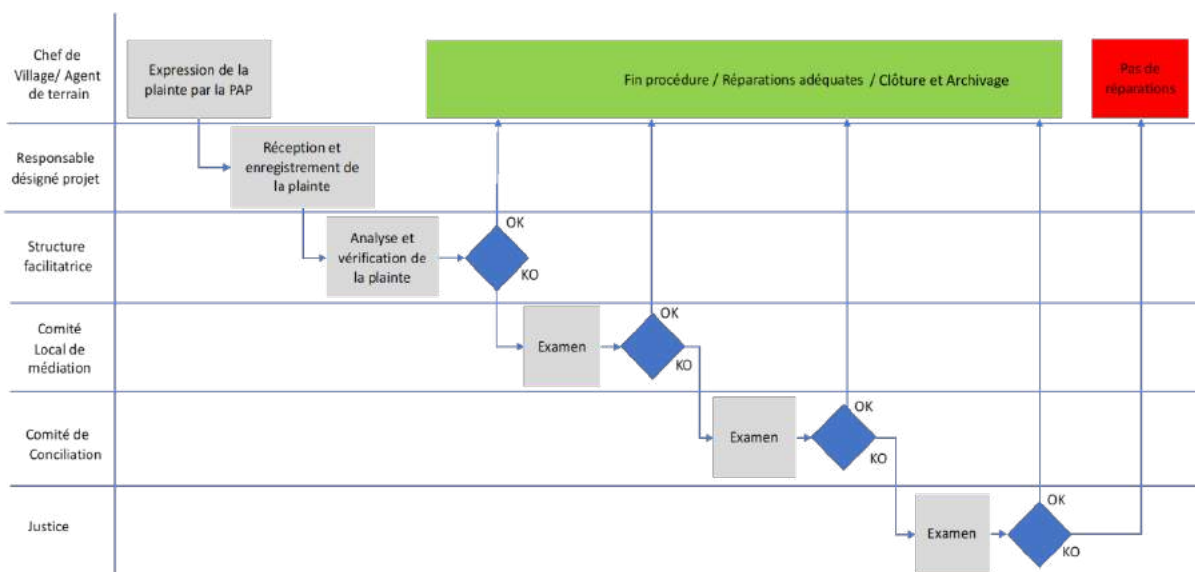 Chef de
Village/ Agent
de terrain
Expression de la
plainte par la PAP
Fin procédure / Réparations adéquates / Clôture et Archivage
Pas de
réparations
Responsable
désigné projet
Réception et
enregistrement de
la plainte
Structure
facilitatrice
Analyse et
vérification de
la plainte
OK
KO
Comité
Local de
médiation
Examen
OK
KO
Comité de
Conciliation
Examen
OK
KO
Justice
Examen
OK
KO